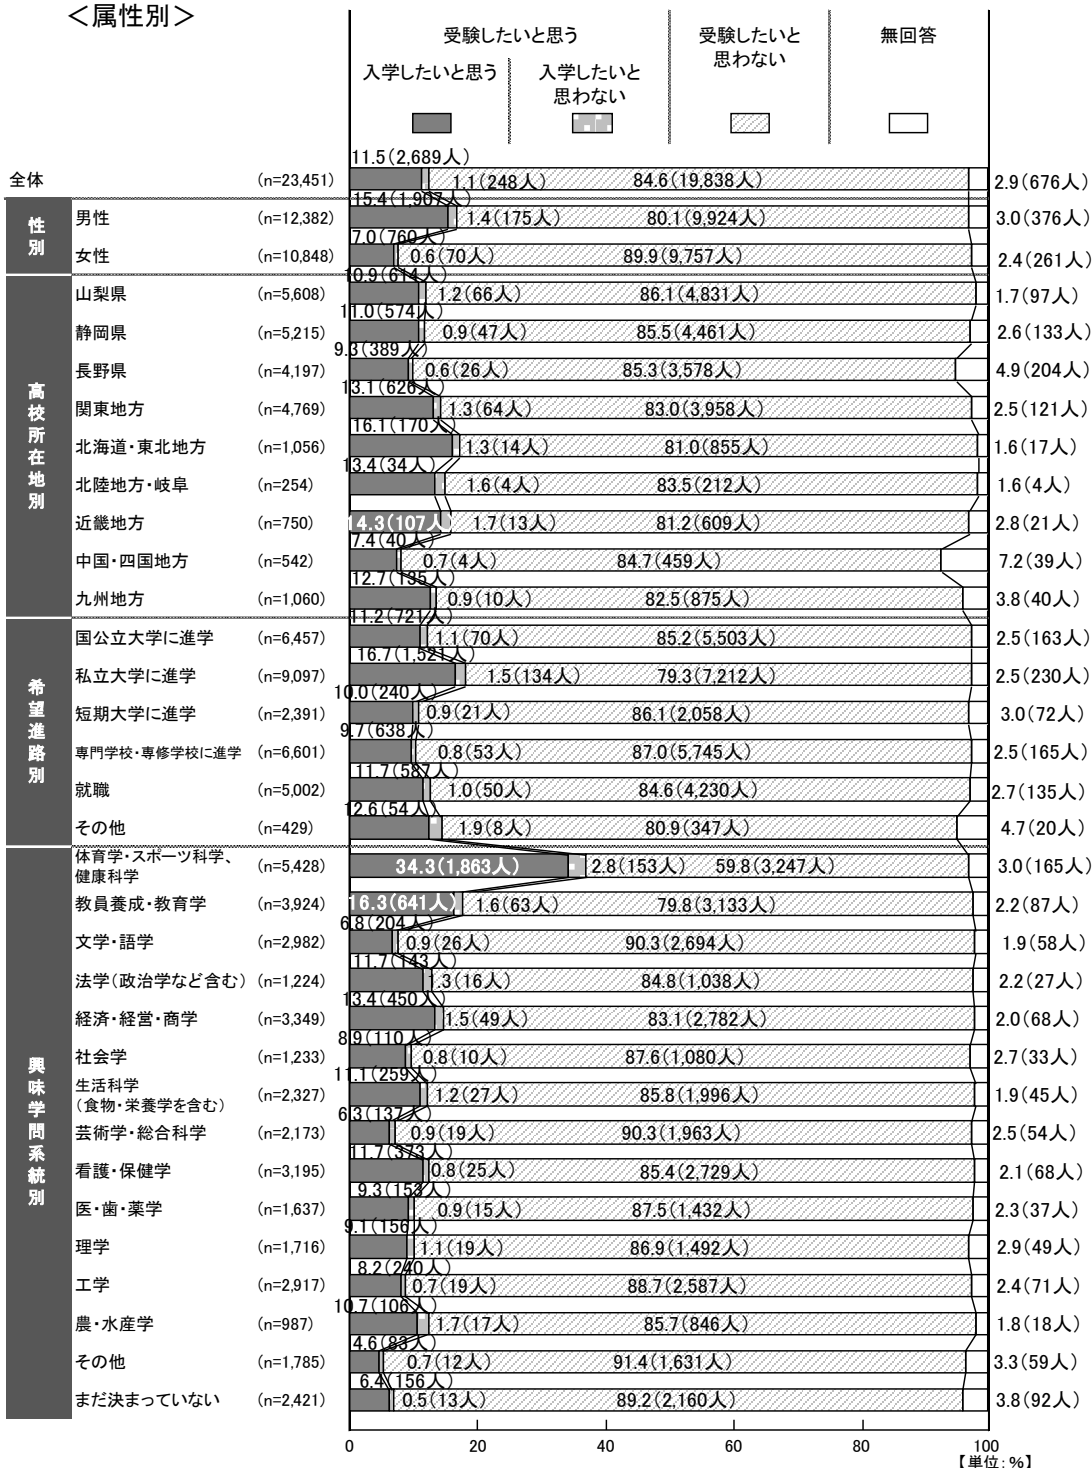 ＜属性別＞
受験したいと思う
受験したいと
思わない
無回答
入学したいと思う
入学したいと
思わない
11.5(2,689人)
全体 (n=23,451) 1.1(248人) 84.6(19,838人) 2.9(676人)
性別
15.4(1,907人)
男性 (n=12,382) 1.4(175人) 80.1(9,924人) 3.0(376人)
7.0(760人)
女性 (n=10,848) 0.6(70人) 89.9(9,757人) 2.4(261人)
高校所在地別
10.9(614人)
山梨県 (n=5,608) 1.2(66人) 86.1(4,831人) 1.7(97人)
11.0(574人)
静岡県 (n=5,215) 0.9(47人) 85.5(4,461人) 2.6(133人)
9.3(389人)
長野県 (n=4,197) 0.6(26人) 85.3(3,578人) 4.9(204人)
13.1(626人)
関東地方 (n=4,769) 1.3(64人) 83.0(3,958人) 2.5(121人)
16.1(170人)
北海道・東北地方 (n=1,056) 1.3(14人) 81.0(855人) 1.6(17人)
13.4(34人)
北陸地方・岐阜 (n=254) 1.6(4人) 83.5(212人) 1.6(4人)
近畿地方 (n=750) 14.3(107人) 1.7(13人) 81.2(609人) 2.8(21人)
7.4(40人)
中国・四国地方 (n=542) 0.7(4人) 84.7(459人) 7.2(39人)
12.7(135人)
九州地方 (n=1,060) 0.9(10人) 82.5(875人) 3.8(40人)
希望進路別
11.2(721人)
国公立大学に進学 (n=6,457) 1.1(70人) 85.2(5,503人) 2.5(163人)
16.7(1,521人)
私立大学に進学 (n=9,097) 1.5(134人) 79.3(7,212人) 2.5(230人)
10.0(240人)
短期大学に進学 (n=2,391) 0.9(21人) 86.1(2,058人) 3.0(72人)
9.7(638人)
専門学校・専修学校に進学 (n=6,601) 0.8(53人) 87.0(5,745人) 2.5(165人)
11.7(587人)
就職 (n=5,002) 1.0(50人) 84.6(4,230人) 2.7(135人)
12.6(54人)
その他 (n=429) 1.9(8人) 80.9(347人) 4.7(20人)
興味学問系統別
体育学・スポーツ科学、
健康科学 (n=5,428) 34.3(1,863人) 2.8(153人) 59.8(3,247人) 3.0(165人)
教員養成・教育学 (n=3,924) 16.3(641人) 1.6(63人) 79.8(3,133人) 2.2(87人)
6.8(204人)
文学・語学 (n=2,982) 0.9(26人) 90.3(2,694人) 1.9(58人)
11.7(143人)
法学(政治学など含む) (n=1,224) 1.3(16人) 84.8(1,038人) 2.2(27人)
13.4(450人)
経済・経営・商学 (n=3,349) 1.5(49人) 83.1(2,782人) 2.0(68人)
8.9(110人)
社会学 (n=1,233) 0.8(10人) 87.6(1,080人) 2.7(33人)
11.1(259人)
生活科学
(食物・栄養学を含む) (n=2,327) 1.2(27人) 85.8(1,996人) 1.9(45人)
6.3(137人)
芸術学・総合科学 (n=2,173) 0.9(19人) 90.3(1,963人) 2.5(54人)
11.7(373人)
看護・保健学 (n=3,195) 0.8(25人) 85.4(2,729人) 2.1(68人)
9.3(153人)
医・歯・薬学 (n=1,637) 0.9(15人) 87.5(1,432人) 2.3(37人)
9.1(156人)
理学 (n=1,716) 1.1(19人) 86.9(1,492人) 2.9(49人)
8.2(240人)
工学 (n=2,917) 0.7(19人) 88.7(2,587人) 2.4(71人)
10.7(106人)
農・水産学 (n=987) 1.7(17人) 85.7(846人) 1.8(18人)
4.6(83人)
その他 (n=1,785) 0.7(12人) 91.4(1,631人) 3.3(59人)
6.4(156人)
まだ決まっていない (n=2,421) 0.5(13人) 89.2(2,160人) 3.8(92人)
0 20 40 60 80 100
【単位:％】